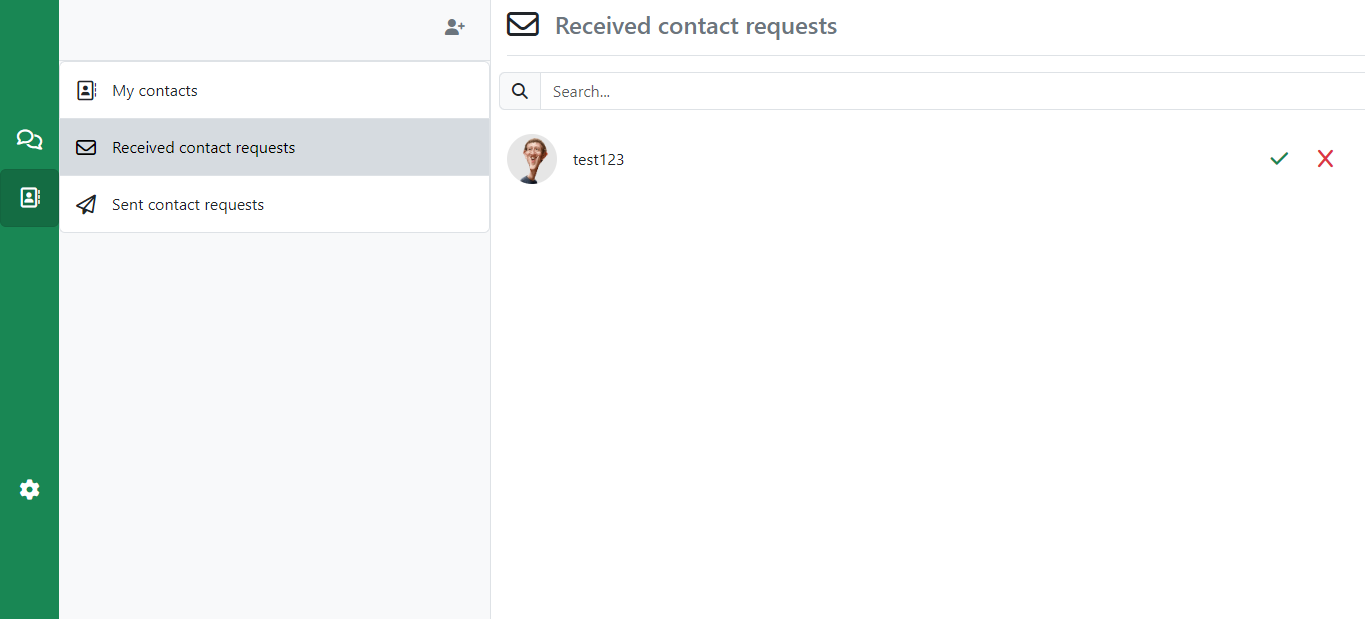 My contacts
Received contact requests
Sent contact requests
Received contact requests
Search...
test123